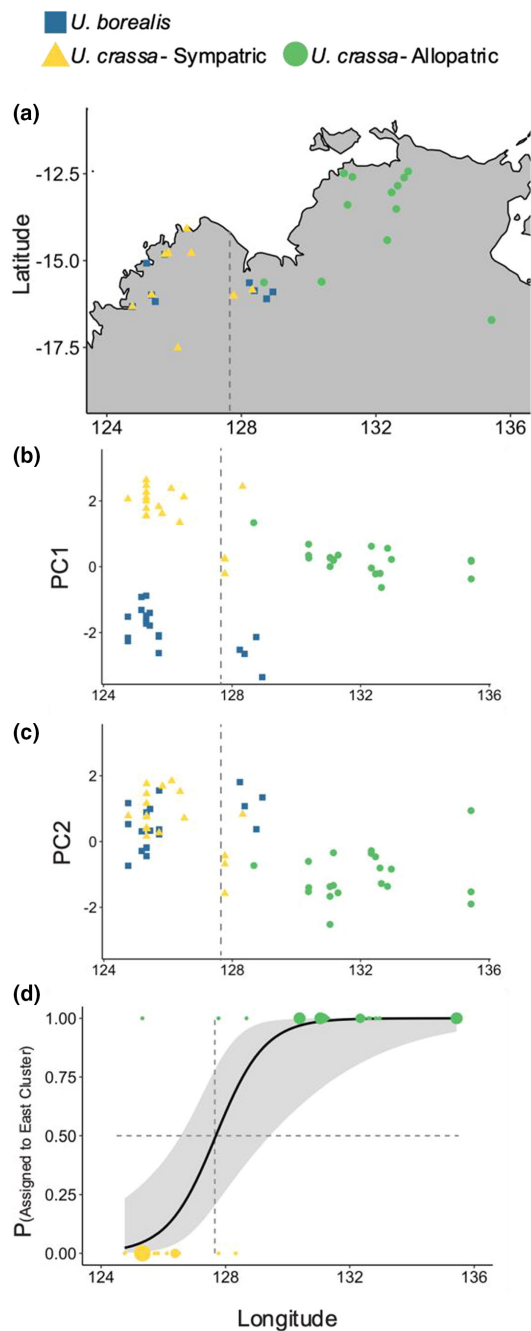 U. borealis
U. crassa- Sympatric
U. crassa- Allopatric
(a)
Latitude
-12.5
-15.0
-17.5
124 128 132 136
(b)
PC1
2
0
-2
124 128 132 136
(c)
PC2
2
0
-2
124 128 132 136
(d)
P(Assigned to East Cluster)
1.00
0.75
0.50
0.25
0.00
124 128 132 136
Longitude